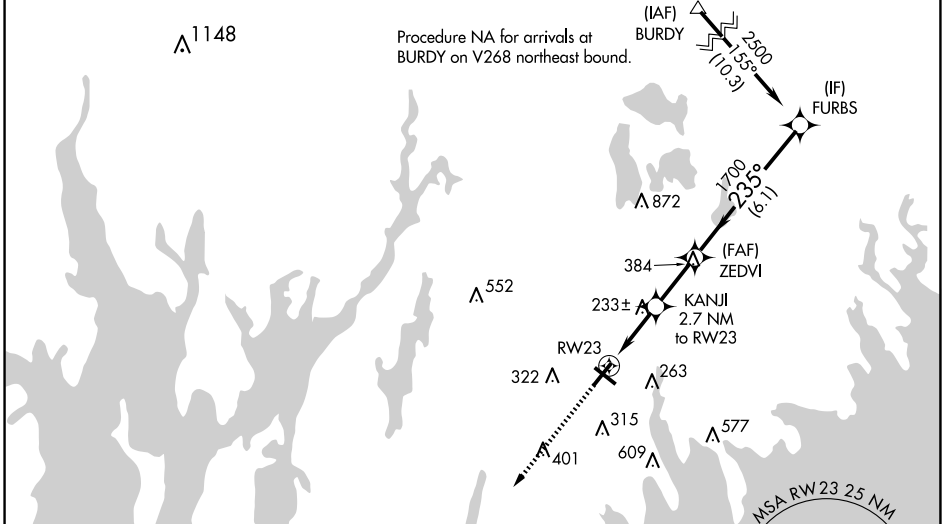 1148
Procedure NA for arrivals at
BURDY on V268 northeast bound.
(IAF)
BURDY
2500
155°
(10.3)
(IF)
FURBS
1700
235°
(6.1)
872
(FAF)
ZEDVI
384
552
233±
KANJI
2.7 NM
to RW23
RW23
322
263
315
577
401
609
MSA RW23 25 NM